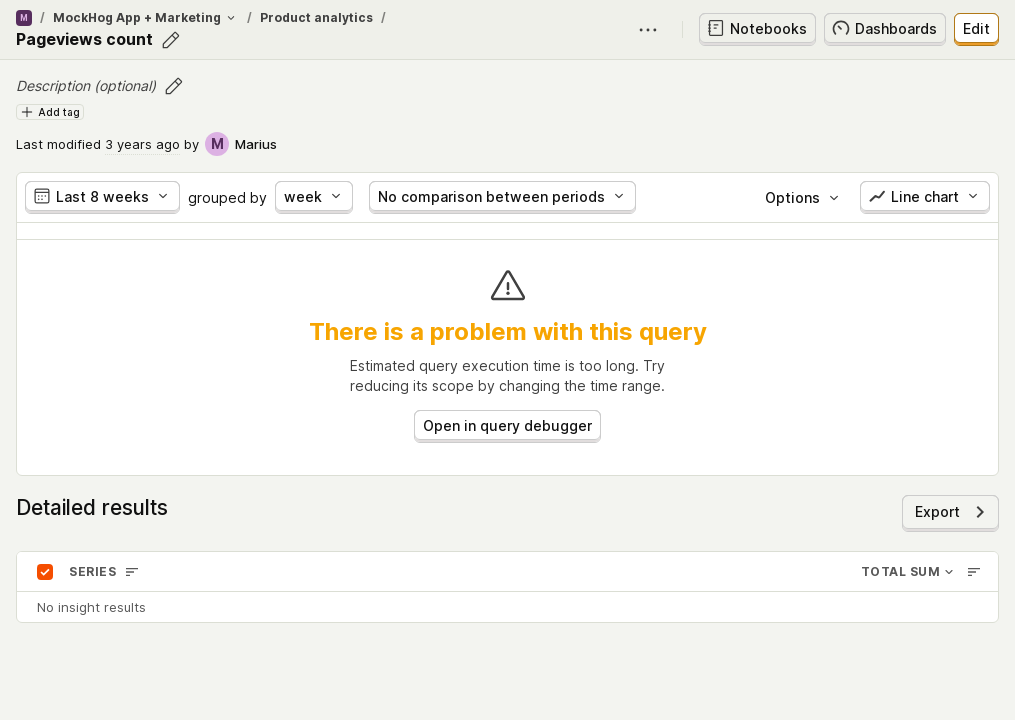 M / MockHog App + Marketing / Product analytics /
Pageviews count
Notebooks
Dashboards
Edit
Description (optional)
Add tag
Last modified 3 years ago by M Marius
Last 8 weeks grouped by week No comparison between periods Options Line chart
There is a problem with this query
Estimated query execution time is too long. Try
reducing its scope by changing the time range.
Open in query debugger
Detailed results
Export
SERIES TOTAL SUM
No insight results